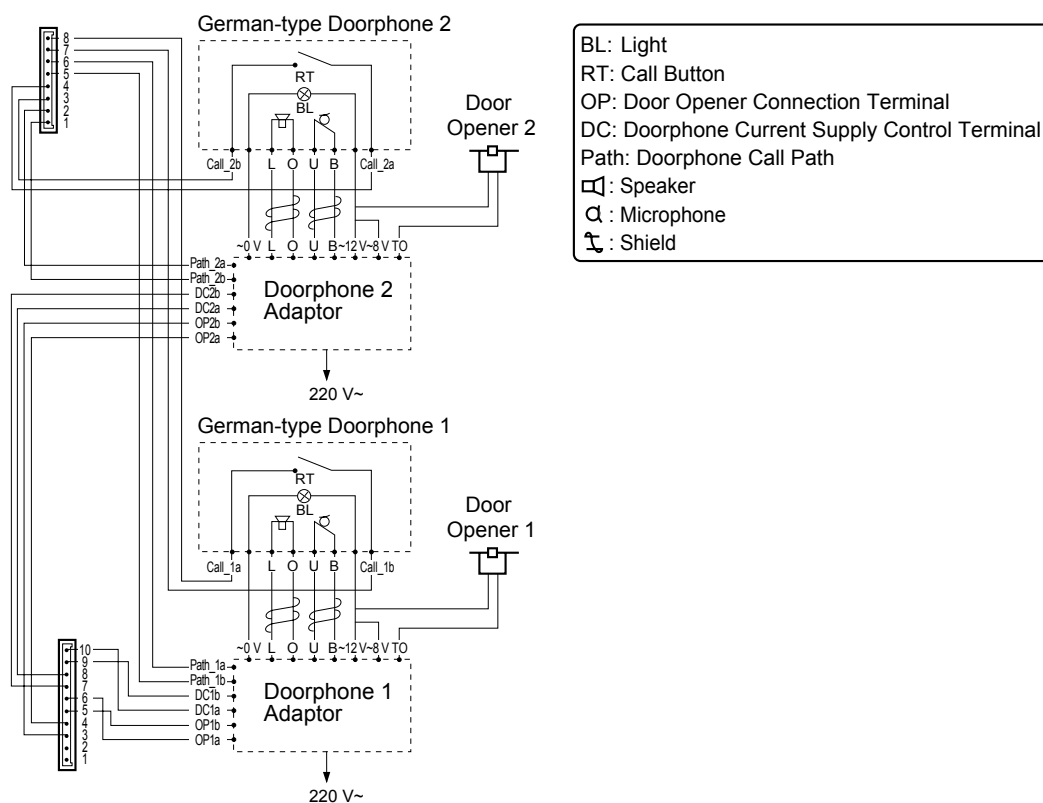 German-type Doorphone 2
8
7
6
5
4
3
2
1
RT
BL
Door
Opener 2
Call_2b L O U B Call_2a
~0 V L O U B ~12 V ~8 V TO
Path_2a
Path_2b
DC2b
DC2a
OP2b
OP2a
Doorphone 2
Adaptor
220 V~
BL: Light
RT: Call Button
OP: Door Opener Connection Terminal
DC: Doorphone Current Supply Control Terminal
Path: Doorphone Call Path
: Speaker
: Microphone
: Shield
German-type Doorphone 1
RT
BL
Door
Opener 1
Call_1a L O U B Call_1b
~0 V L O U B ~12 V ~8 V TO
10
9
8
7
6
5
4
3
2
1
Path_1a
Path_1b
DC1b
DC1a
OP1b
OP1a
Doorphone 1
Adaptor
220 V~